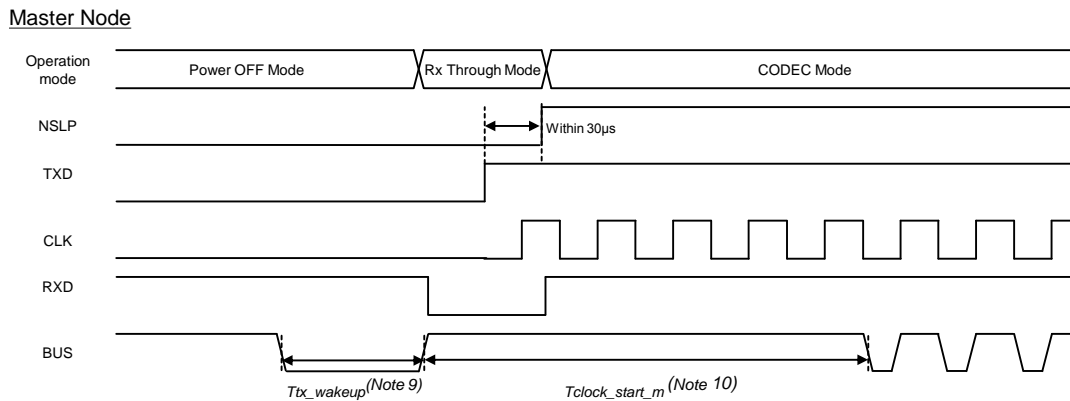 Master Node
Operation mode
Power OFF Mode
Rx Through Mode
CODEC Mode
NSLP
Within 30μs
TXD
CLK
RXD
BUS
Ttx_wakeup(Note 9)
Tclock_start_m (Note 10)